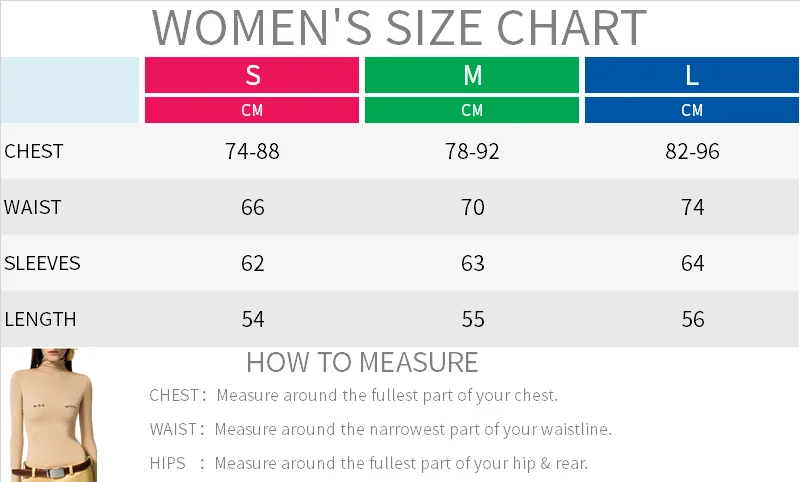 WOMEN'S SIZE CHART
S M L
CM CM CM
CHEST 74-88 78-92 82-96
WAIST 66 70 74
SLEEVES 62 63 64
LENGTH 54 55 56
HOW TO MEASURE
CHEST: Measure around the fullest part of your chest.
WAIST: Measure around the narrowest part of your waistline.
HIPS : Measure around the fullest part of your hip & rear.